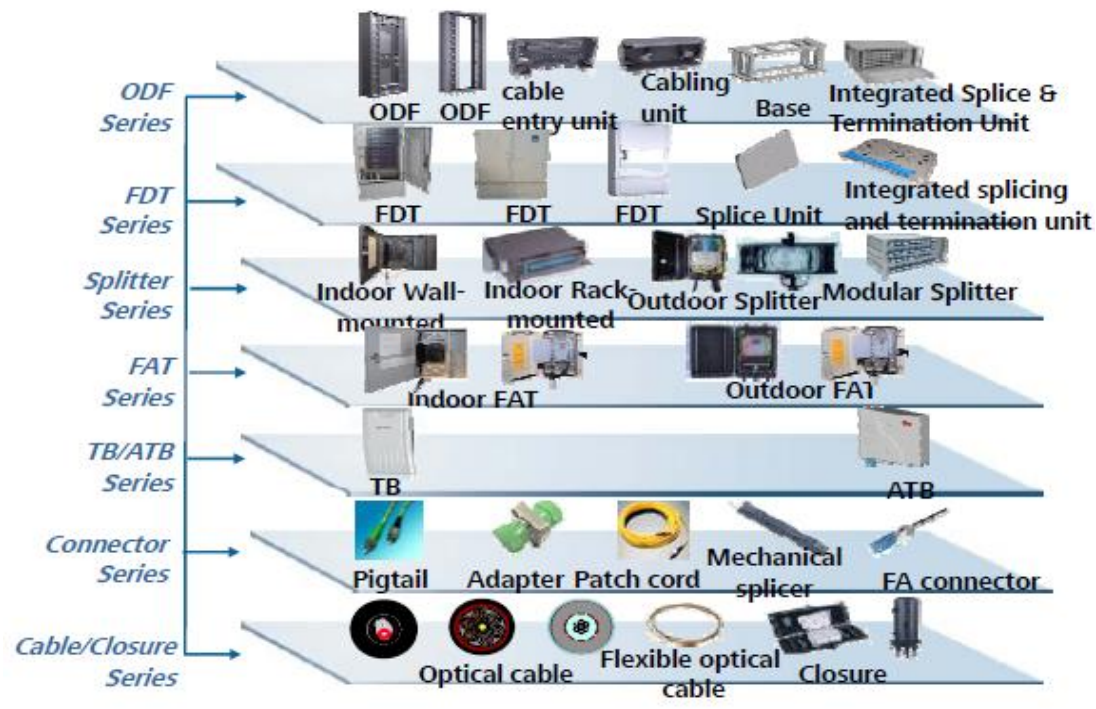 ODF
Series
ODF
ODF
cable
entry unit
Cabling
unit
Base
Integrated Splice &
Termination Unit
FDT
Series
FDT
FDT
FDT
Splice Unit
Integrated splicing
and termination unit
Splitter
Series
Indoor Wall-
mounted
Indoor Rack-
mounted
Outdoor Splitter
Modular Splitter
FAT
Series
Indoor FAT
Outdoor FAT
TB/ATB
Series
TB
ATB
Connector
Series
Pigtail
Adapter
Patch cord
Mechanical
splicer
FA connector
Cable/Closure
Series
Optical cable
Flexible optical
cable
Closure